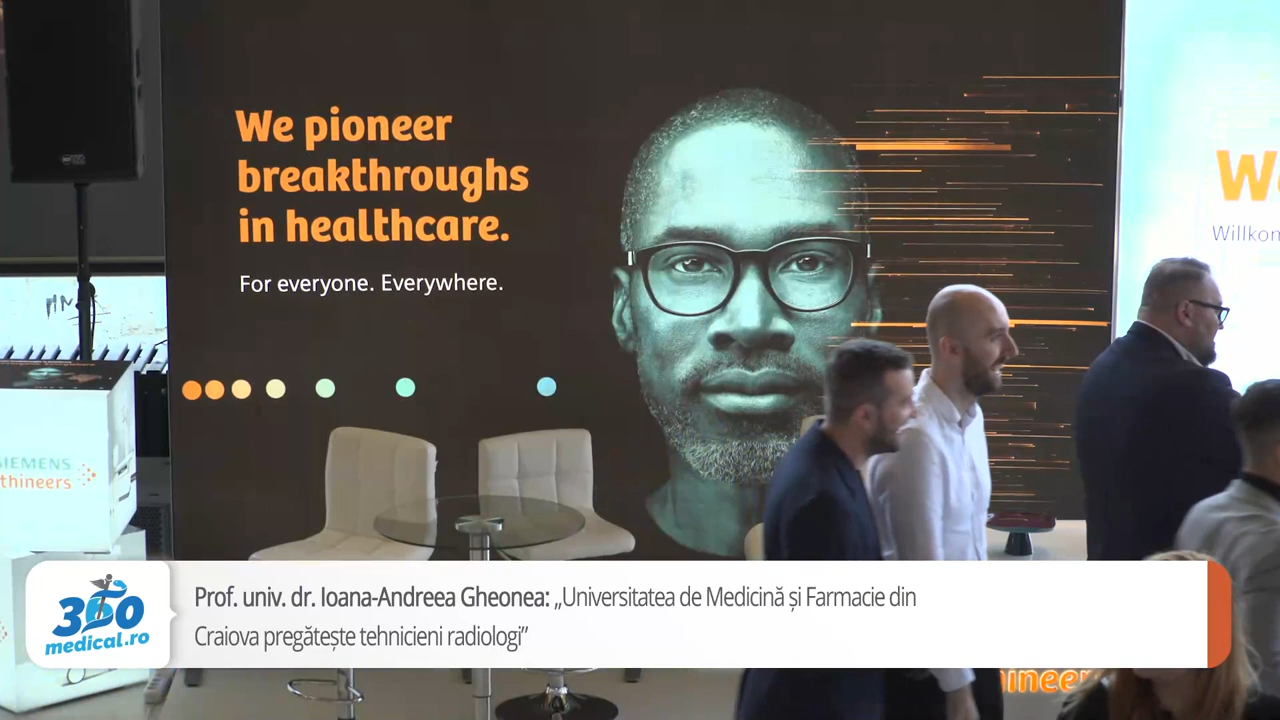 We pioneer
breakthroughs
in healthcare.
For everyone. Everywhere.
Willkom
SIEMENS
thineers
360
medical.ro
Prof. univ. dr. Ioana-Andreea Gheonea: „Universitatea de Medicină și Farmacie din
Craiova pregătește tehnicieni radiologi”